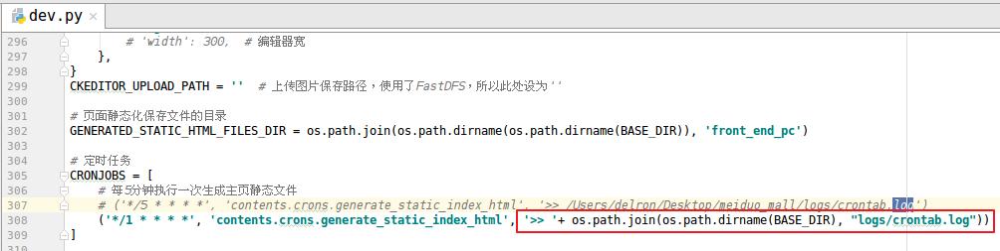 dev.py
296 # 'width': 300, # 编辑器宽
297 },
298 }
299 CKEDITOR_UPLOAD_PATH = '' # 上传图片保存路径，使用了FastDFS，所以此处设为''
300
301 # 页面静态化保存文件的目录
302 GENERATED_STATIC_HTML_FILES_DIR = os.path.join(os.path.dirname(os.path.dirname(BASE_DIR)), 'front_end_pc')
303
304 # 定时任务
305 CRONJOBS = [
306 # 每5分钟执行一次生成主页静态文件
307 # ('*/5 * * * *', 'contents.crons.generate_static_index_html', '>> /Users/delron/Desktop/meiduo_mall/logs/crontab.log')
308 ('*/1 * * * *', 'contents.crons.generate_static_index_html', '>> '+ os.path.join(os.path.dirname(BASE_DIR), "logs/crontab.log"))
309 ]
310